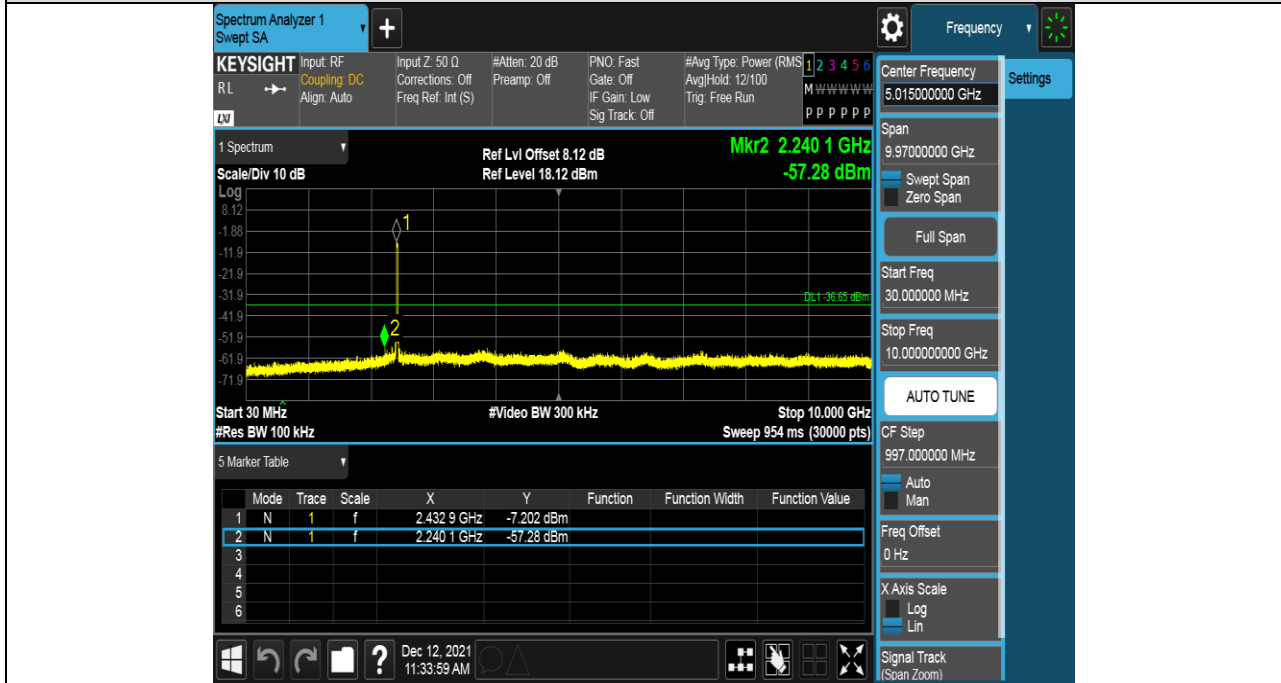 Spectrum Analyzer 1
Swept SA
+
Frequency
KEYSIGHT
RL
LXI
Input: RF
Coupling: DC
Align: Auto
Input Z: 50 Ω
Corrections: Off
Freq Ref: Int (S)
#Atten: 20 dB
Preamp: Off
PNO: Fast
Gate: Off
IF Gain: Low
Sig Track: Off
#Avg Type: Power (RMS
Avg|Hold: 12/100
Trig: Free Run
1 2 3 4 5 6
M W W W W W
P P P P P P
1 Spectrum
Scale/Div 10 dB
Ref Lvl Offset 8.12 dB
Ref Level 18.12 dBm
Mkr2 2.240 1 GHz
-57.28 dBm
Log
8.12
-1.88
-11.9
-21.9
-31.9
-41.9
-51.9
-61.9
-71.9
1
2
DL1 -36.65 dBm
Start 30 MHz
#Res BW 100 kHz
#Video BW 300 kHz
Stop 10.000 GHz
Sweep 954 ms (30000 pts)
5 Marker Table
Mode Trace Scale X Y Function Function Width Function Value
1 N 1 f 2.432 9 GHz -7.202 dBm
2 N 1 f 2.240 1 GHz -57.28 dBm
3
4
5
6
?
Dec 12, 2021
11:33:59 AM
Center Frequency
5.015000000 GHz
Settings
Span
9.97000000 GHz
Swept Span
Zero Span
Full Span
Start Freq
30.000000 MHz
Stop Freq
10.000000000 GHz
AUTO TUNE
CF Step
997.000000 MHz
Auto
Man
Freq Offset
0 Hz
X Axis Scale
Log
Lin
Signal Track
(Span Zoom)